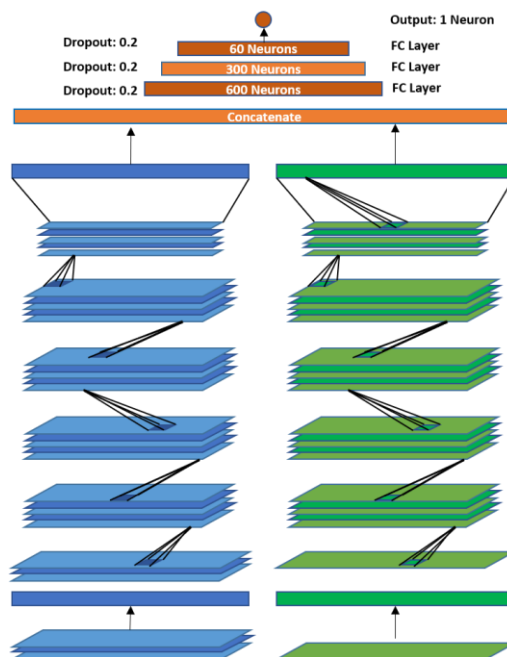 Output: 1 Neuron
Dropout: 0.2 60 Neurons FC Layer
Dropout: 0.2 300 Neurons FC Layer
Dropout: 0.2 600 Neurons FC Layer
Concatenate